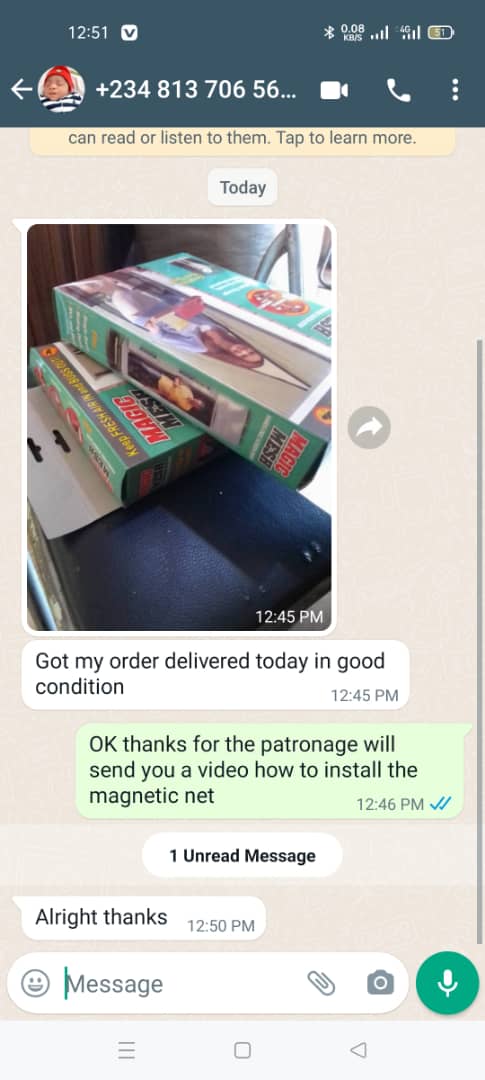 12:51
0.08
KB/S
4G
51
+234 813 706 56...
can read or listen to them. Tap to learn more.
Today
MAGIC
MESH
Keep FRESH AIR IN and BUGS OUT
MAGIC
MESH
12:45 PM
Got my order delivered today in good
condition
12:45 PM
OK thanks for the patronage will
send you a video how to install the
magnetic net
12:46 PM
1 Unread Message
Alright thanks
12:50 PM
Message